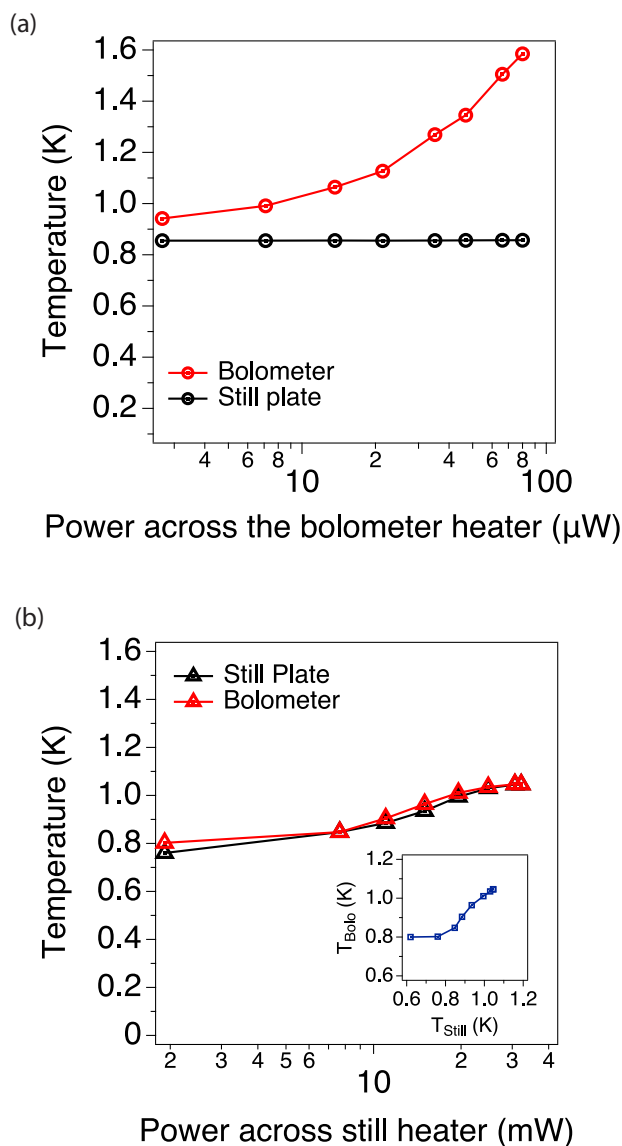 (a)
1.6
1.4
1.2
1.0
0.8
0.6
0.4
0.2
Temperature (K)
Bolometer
Still plate
4 6 8 10 2 4 6 8 100
Power across the bolometer heater (μW)
(b)
1.6
1.4
1.2
1.0
0.8
0.6
0.4
0.2
0
Temperature (K)
Still Plate
Bolometer
1.2
1.0
0.8
0.6
T_Bolo (K)
0.6 0.8 1.0 1.2
T_Still (K)
2 3 4 5 6 10 2 3 4
Power across still heater (mW)